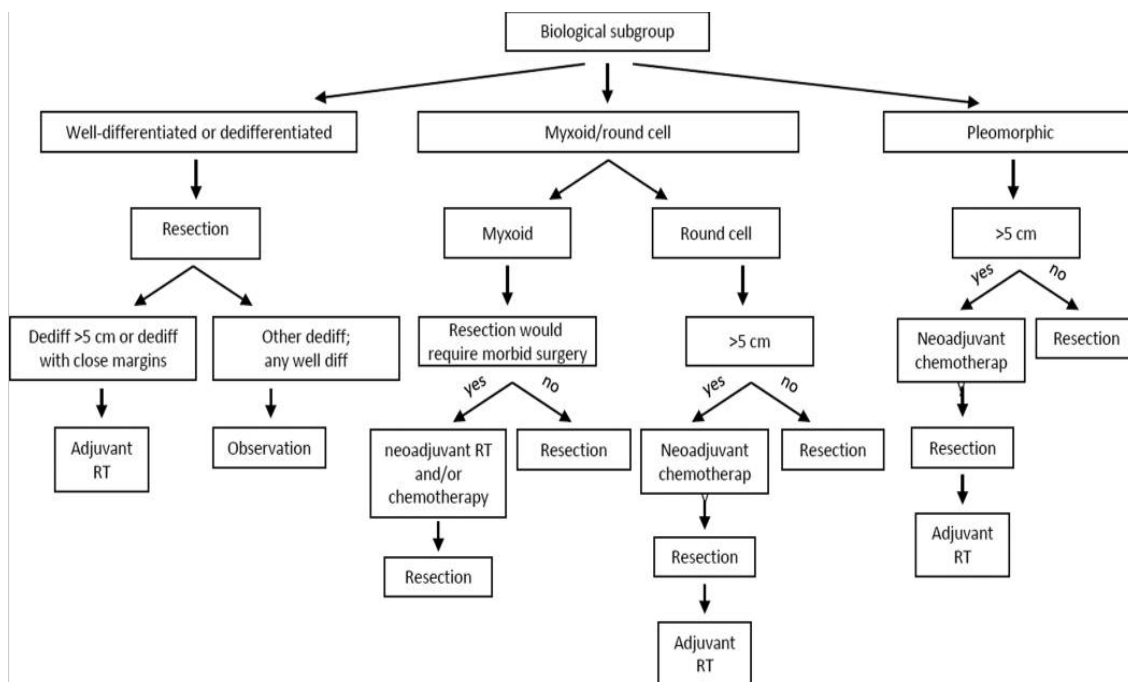 Biological subgroup
Well-differentiated or dedifferentiated
Myxoid/round cell
Pleomorphic
Resection
Myxoid
Round cell
>5 cm
yes
no
Dediff >5 cm or dediff
with close margins
Other dediff;
any well diff
Resection would
require morbid surgery
>5 cm
Neoadjuvant
chemotherap
y
Resection
yes
no
yes
no
Adjuvant
RT
Observation
neoadjuvant RT
and/or
chemotherapy
Resection
Neoadjuvant
chemotherap
y
Resection
Resection
Resection
Resection
Adjuvant
RT
Adjuvant
RT